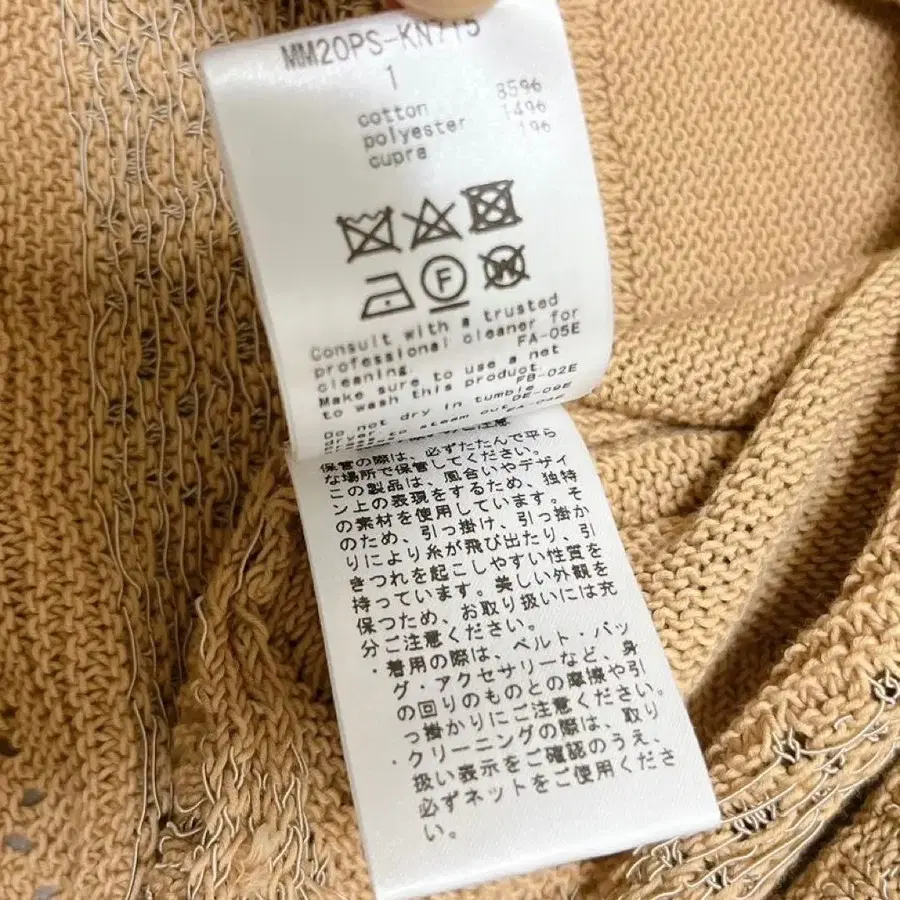 MM20PS-KN715
1
cotton 85%
polyester 14%
cupra 1%
F
W
Consult with a trusted
professional cleaner for
cleaning. FA-05E
Make sure to use a net
to wash this product. FB-02E
Do not dry in tumble DE-09E
保管の際は、必ずたたんで平ら
な場所で保管してください。
この製品は、風合いやデザイ
ン上の表現をするため、独特
の素材を使用しています。そ
のため、引っ掛け、引っ掛か
りにより糸が飛び出たり、引
きつれを起こしやすい性質を
持っています。美しい外観を
保つため、お取り扱いには充
分ご注意ください。
・着用の際は、ベルト・バッ
グ・アクセサリーなど、身
の回りのものとの摩擦や引
っ掛かりにご注意ください。
・クリーニングの際は、取り
扱い表示をご確認のうえ、
必ずネットをご使用くださ
い。